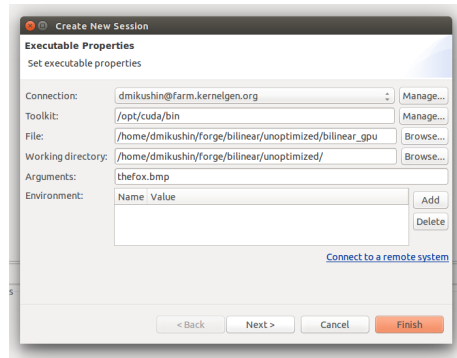 Create New Session
Executable Properties
Set executable properties
Connection: dmikushin@farm.kernelgen.org Manage...
Toolkit: /opt/cuda/bin Manage...
File: /home/dmikushin/forge/bilinear/unoptimized/bilinear_gpu Browse...
Working directory: /home/dmikushin/forge/bilinear/unoptimized/ Browse...
Arguments: thefox.bmp
Environment: Name Value Add
Delete
Connect to a remote system
s
< Back Next > Cancel Finish